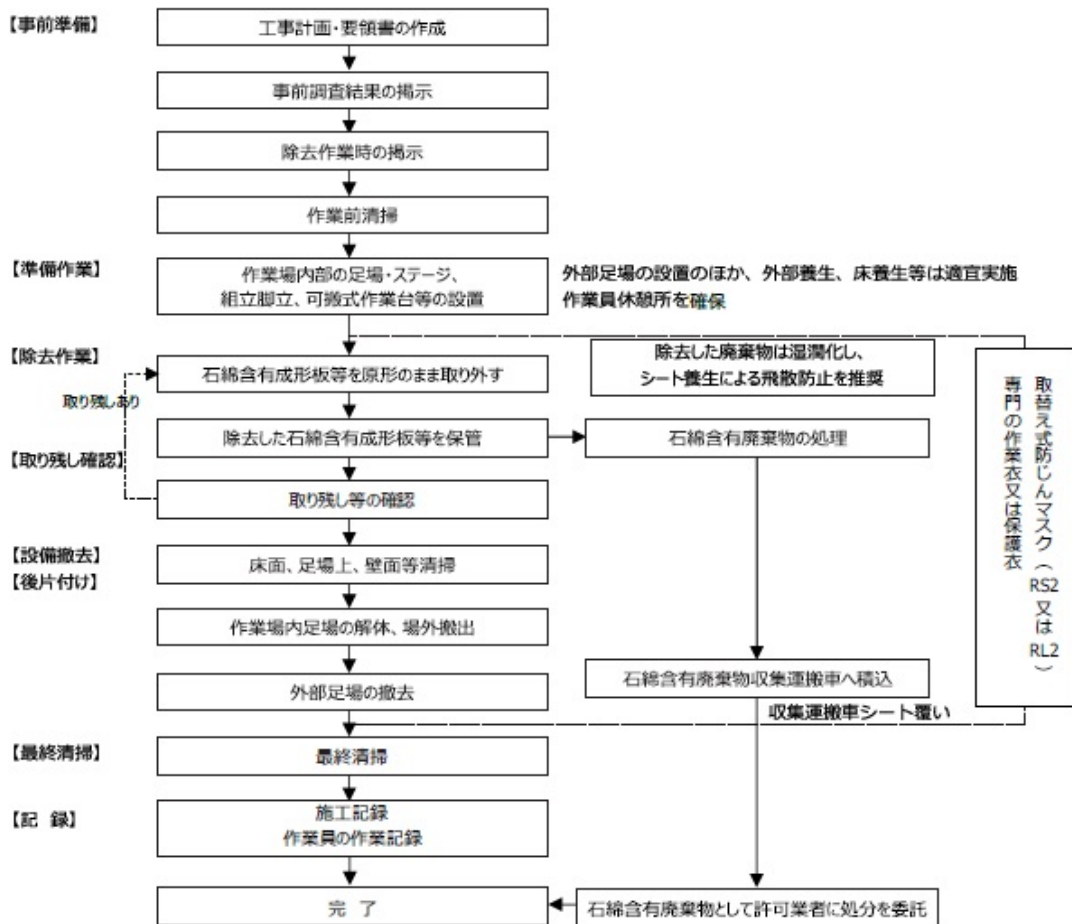 【事前準備】
工事計画・要領書の作成
事前調査結果の掲示
除去作業時の掲示
作業前清掃
【準備作業】
作業場内部の足場・ステージ、
組立脚立、可搬式作業台等の設置
外部足場の設置のほか、外部養生、床養生等は適宜実施
作業員休憩所を確保
【除去作業】
石綿含有成形板等を原形のまま取り外す
除去した廃棄物は湿潤化し、
シート養生による飛散防止を推奨
取り残しあり
除去した石綿含有成形板等を保管
石綿含有廃棄物の処理
【取り残し確認】
取り残し等の確認
取替え式防じんマスク（RS2又はRL2）
専門の作業衣又は保護衣
【設備撤去】
【後片付け】
床面、足場上、壁面等清掃
作業場内足場の解体、場外搬出
外部足場の撤去
石綿含有廃棄物収集運搬車へ積込
収集運搬車シート覆い
【最終清掃】
最終清掃
【記 録】
施工記録
作業員の作業記録
完 了
石綿含有廃棄物として許可業者に処分を委託